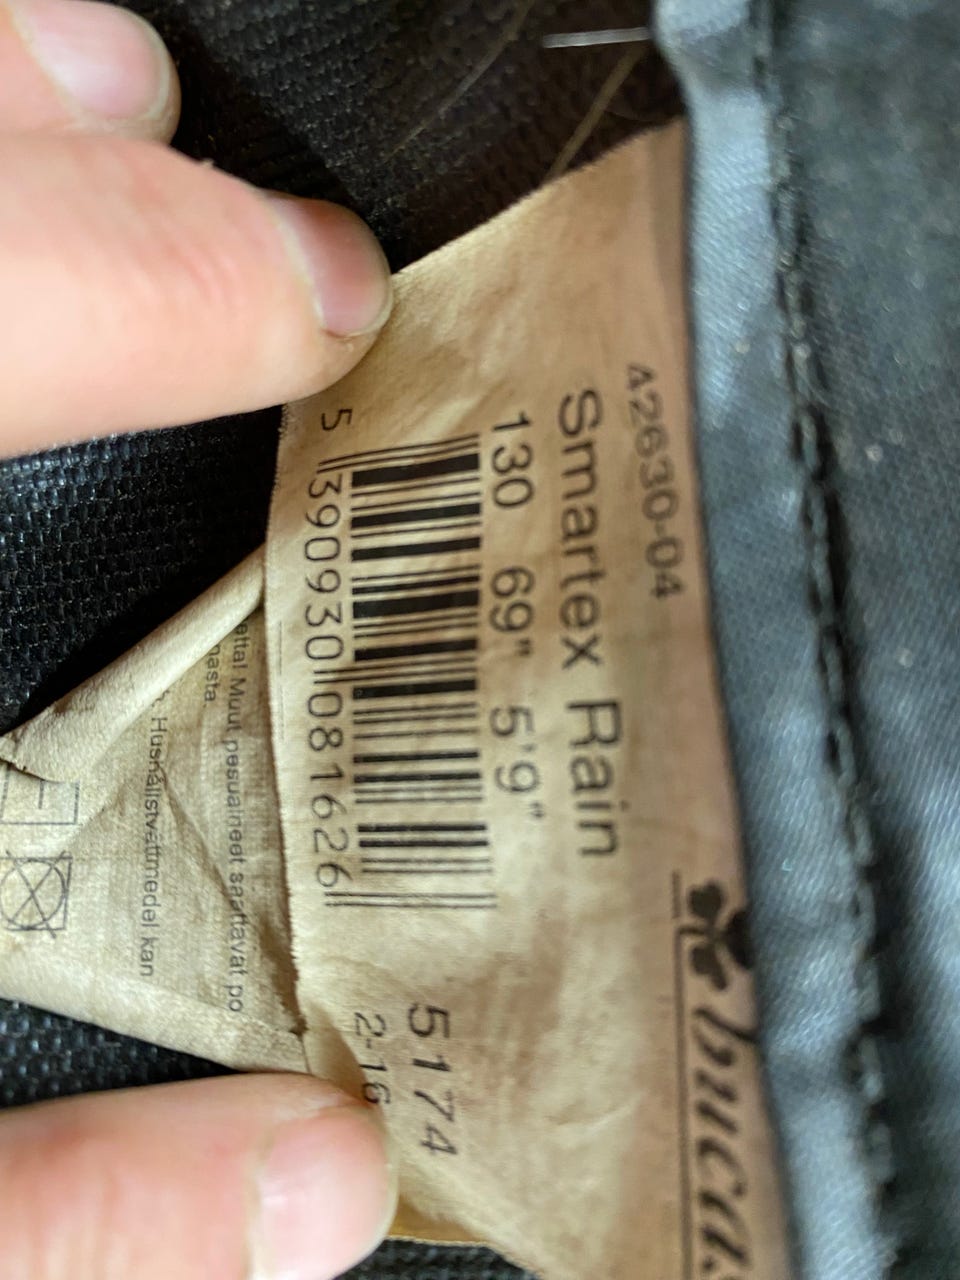 bucas
42630-04
Smartex Rain
130 69" 5'9"
5 390930 081626
5174
2-16
Muut pesuaineet saattavat po
Hushållstvättmedel kan